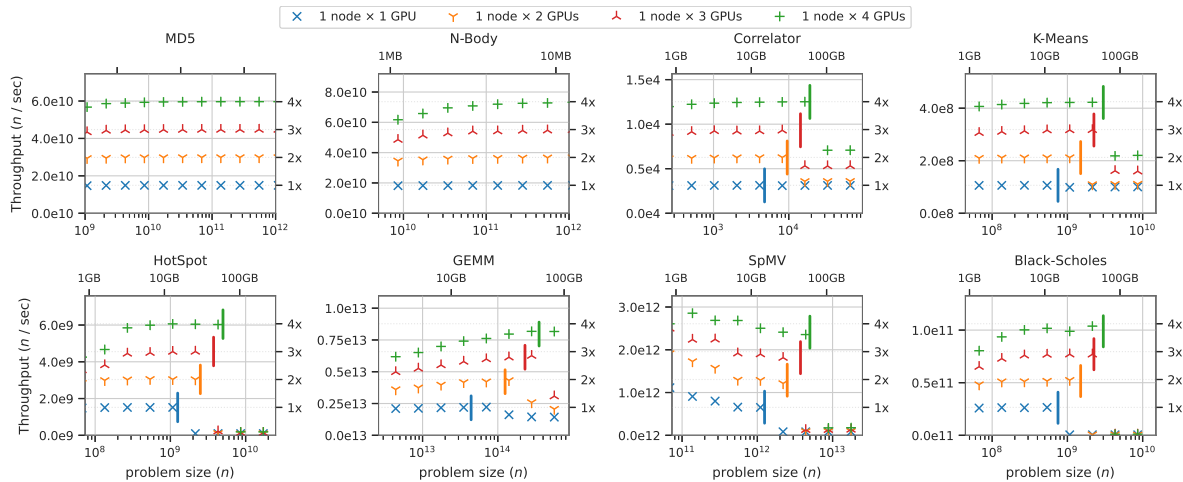 1 node × 1 GPU 1 node × 2 GPUs 1 node × 3 GPUs 1 node × 4 GPUs
MD5 N-Body Correlator K-Means
1MB 10MB 1GB 10GB 100GB 1GB 10GB 100GB
Throughput (n / sec)
6.0e10 4x 8.0e10 4x 1.5e4 4x 4.0e8 4x
4.0e10 3x 6.0e10 3x 1.0e4 3x
2.0e10 2x 4.0e10 2x 0.5e4 2x 2.0e8 2x
1x 2.0e10 1x 1x 1x
0.0e10 0.0e10 0.0e4 0.0e8
10^9 10^10 10^11 10^12 10^10 10^11 10^12 10^3 10^4 10^8 10^9 10^10
HotSpot GEMM SpMV Black-Scholes
1GB 10GB 100GB 10GB 100GB 1GB 10GB 100GB 1GB 10GB 100GB
Throughput (n / sec)
6.0e9 4x 1.0e13 4x 3.0e12 4x 1.0e11 4x
4.0e9 3x 0.75e13 3x 2.0e12 3x 3x
2.0e9 2x 0.5e13 2x 1.0e12 2x 0.5e11 2x
1x 0.25e13 1x 1x 1x
0.0e9 0.0e13 0.0e12 0.0e11
10^8 10^9 10^10 10^13 10^14 10^11 10^12 10^13 10^8 10^9 10^10
problem size (n) problem size (n) problem size (n) problem size (n)